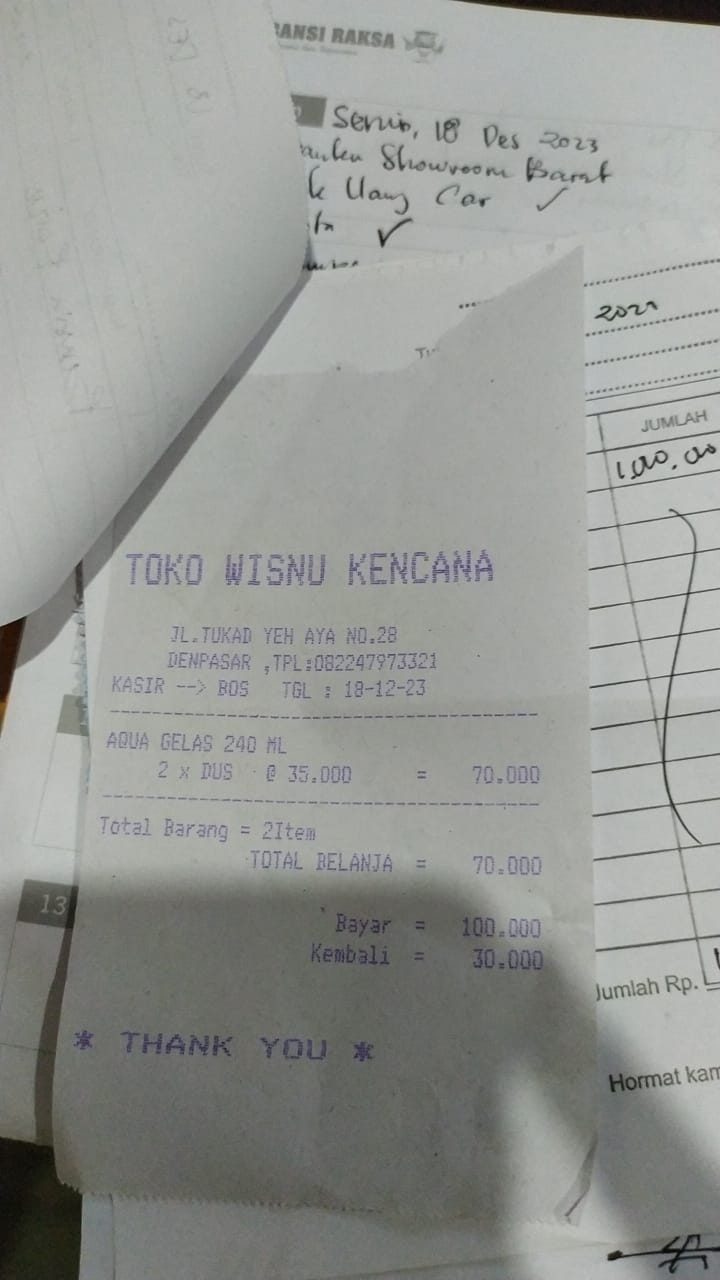 RANSI RAKSA
Senin, 18 Des 2023
Showroom Barat
Uang Car ✓
✓
2023
JUMLAH
TOKO WISNU KENCANA
JL.TUKAD YEH AYA NO.28
DENPASAR ,TPL:082247973321
KASIR --> BOS TGL : 18-12-23
AQUA GELAS 240 ML
2 x DUS @ 35.000 = 70.000
Total Barang = 2Item
TOTAL BELANJA = 70.000
Bayar = 100.000
Kembali = 30.000
* THANK YOU *
13
Jumlah Rp.
Hormat kam